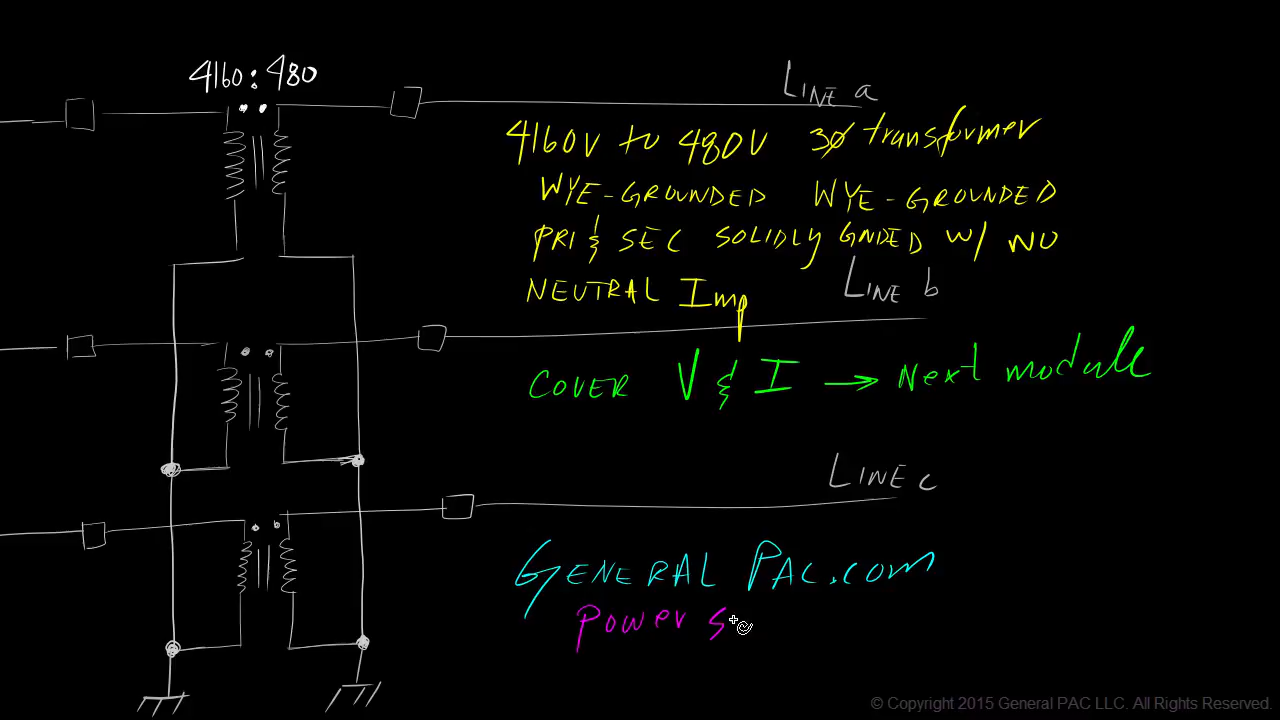 4160:480
LINE a
4160V to 480V 3Ø transformer
WYE-GROUNDED WYE-GROUNDED
PRI & SEC SOLIDLY GNDED W/ NO
NEUTRAL Imp
LINE b
COVER V & I → Next module
LINE c
GENERAL PAC.COM
POWER S
© Copyright 2015 General PAC LLC. All Rights Reserved.